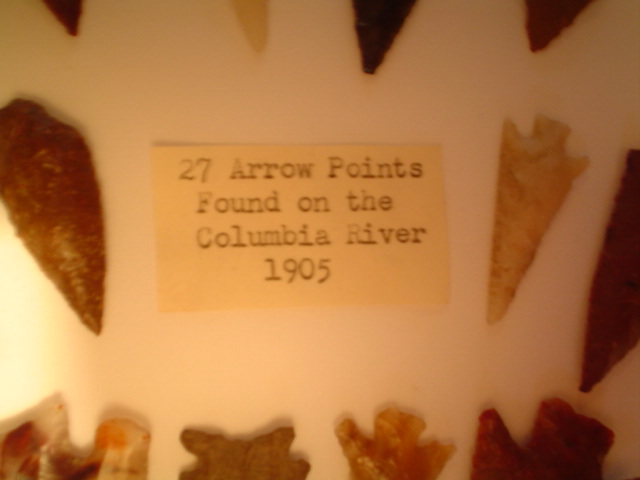 27 Arrow Points
Found on the
Columbia River
1905